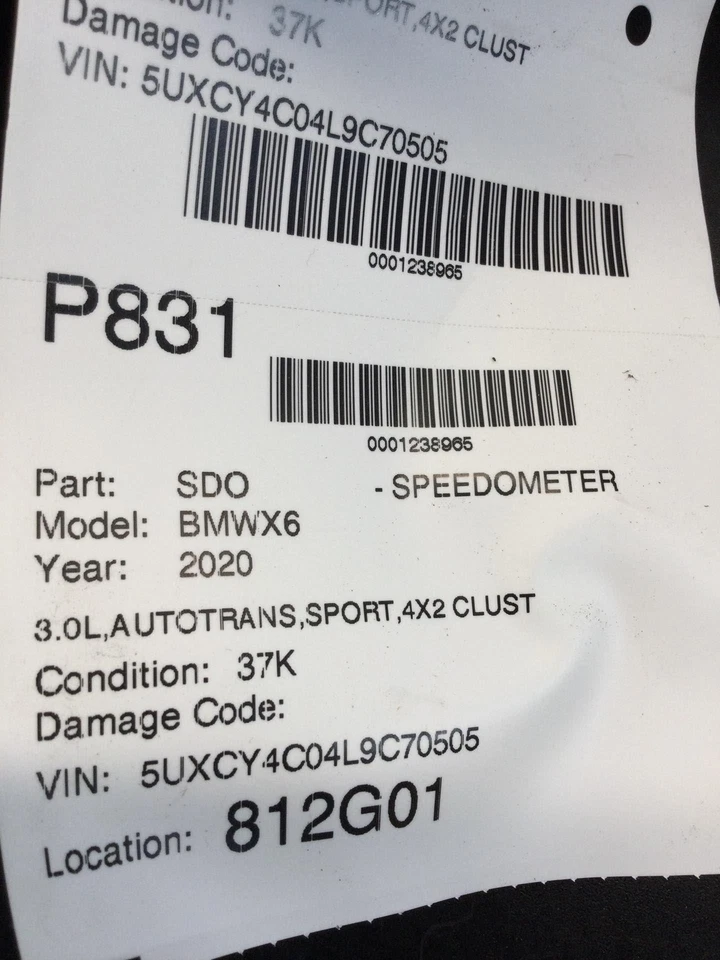 37K SPORT,4X2 CLUST
Damage Code:
VIN: 5UXCY4C04L9C70505
0001238965
P831
0001238965
Part: SDO - SPEEDOMETER
Model: BMWX6
Year: 2020
3.0L,AUTOTRANS,SPORT,4X2 CLUST
Condition: 37K
Damage Code:
VIN: 5UXCY4C04L9C70505
Location: 812G01